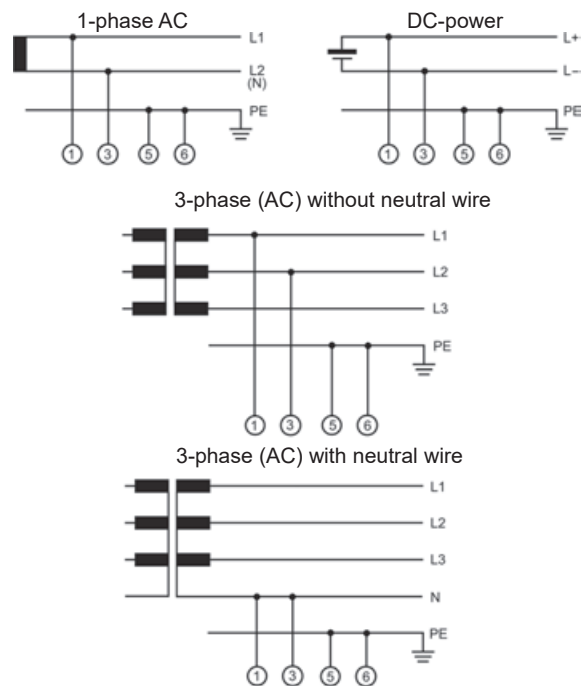 1-phase AC
L1
L2
(N)
PE
1 3 5 6
DC-power
L+
L–
PE
1 3 5 6
3-phase (AC) without neutral wire
L1
L2
L3
PE
1 3 5 6
3-phase (AC) with neutral wire
L1
L2
L3
N
PE
1 3 5 6